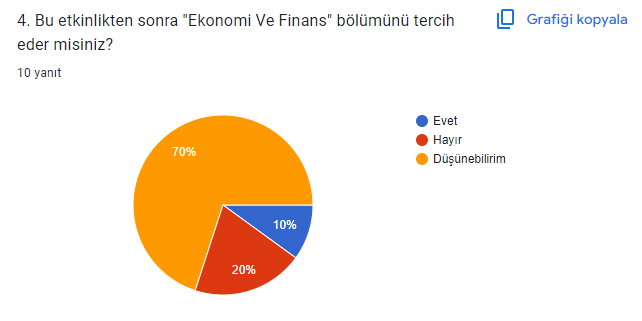 4. Bu etkinlikten sonra "Ekonomi Ve Finans" bölümünü tercih
eder misiniz?
Grafiği kopyala
10 yanıt
Evet
Hayır
Düşünebilirim
70%
10%
20%